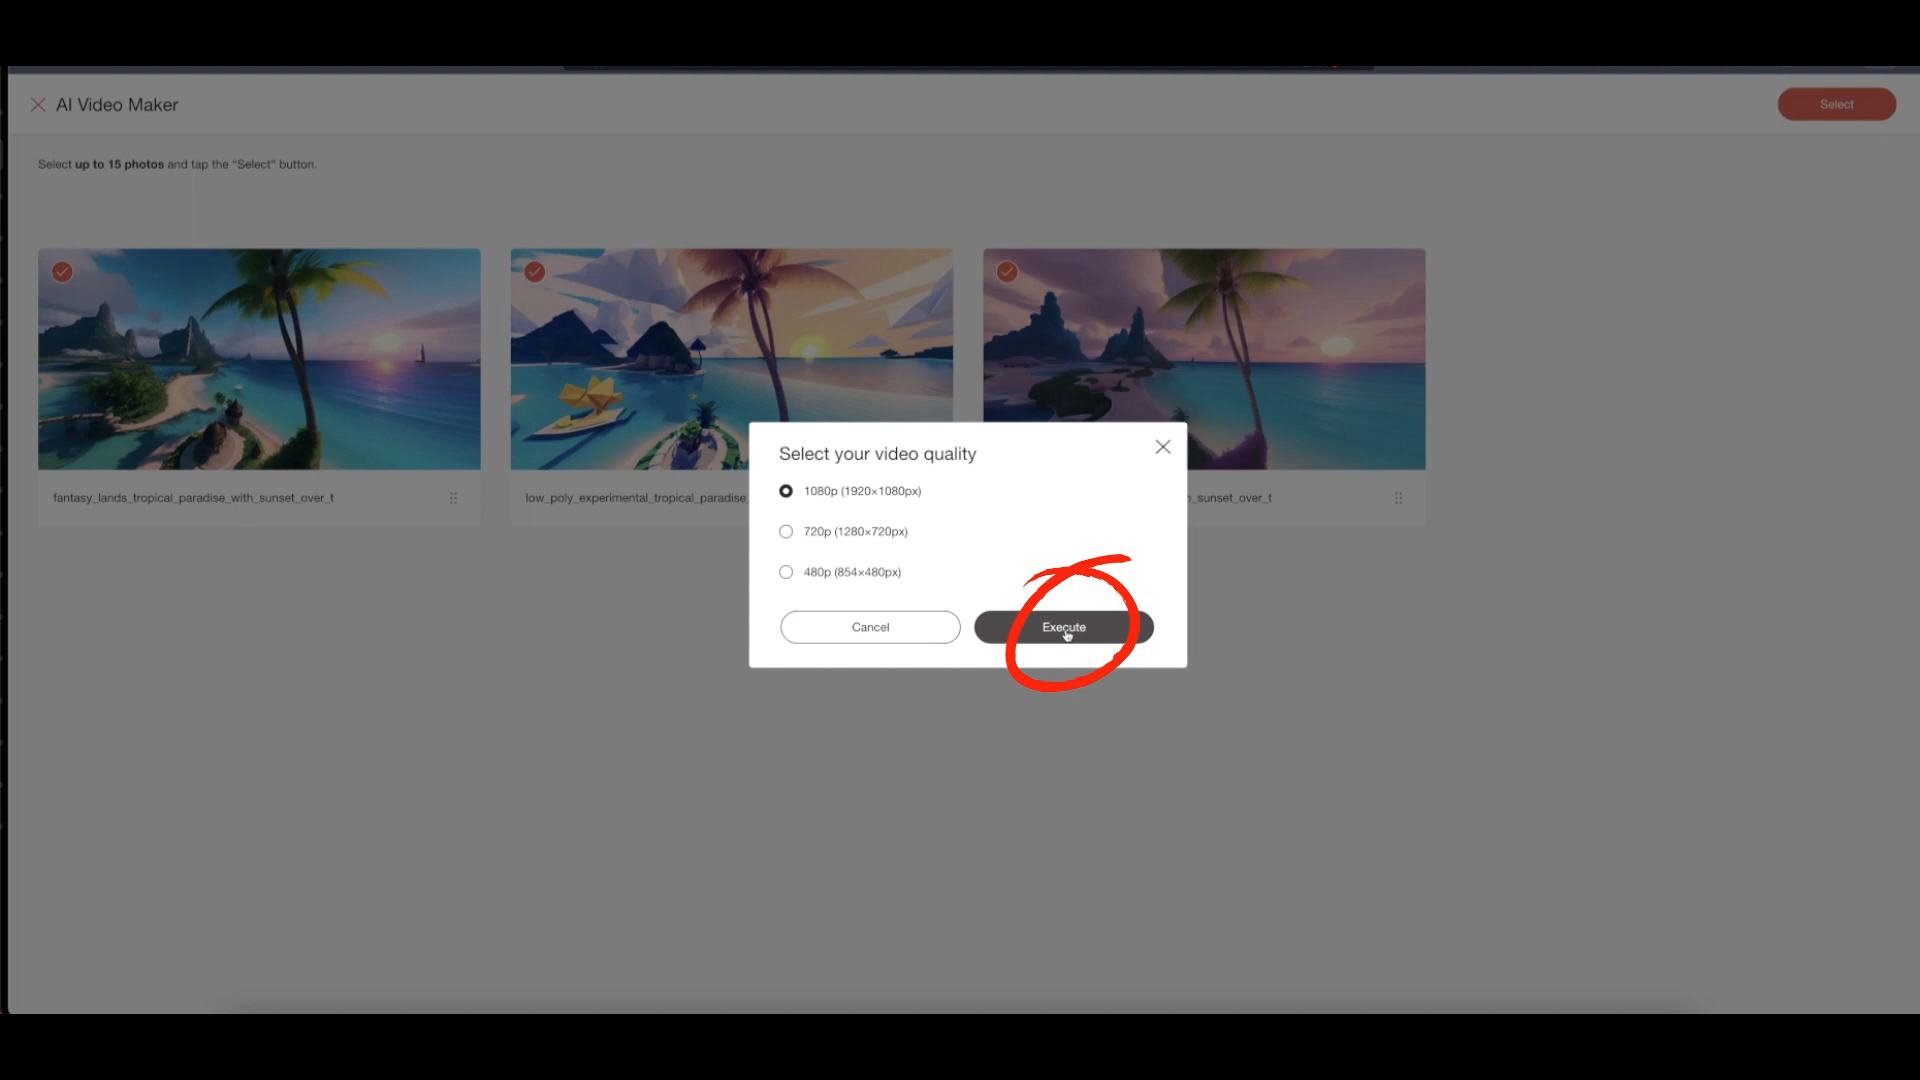 AI Video Maker
Select
Select up to 15 photos and tap the "Select" button.
fantasy_lands_tropical_paradise_with_sunset_over_t
low_poly_experimental_tropical_paradise
_sunset_over_t
Select your video quality
1080p (1920×1080px)
720p (1280×720px)
480p (854×480px)
Cancel
Execute